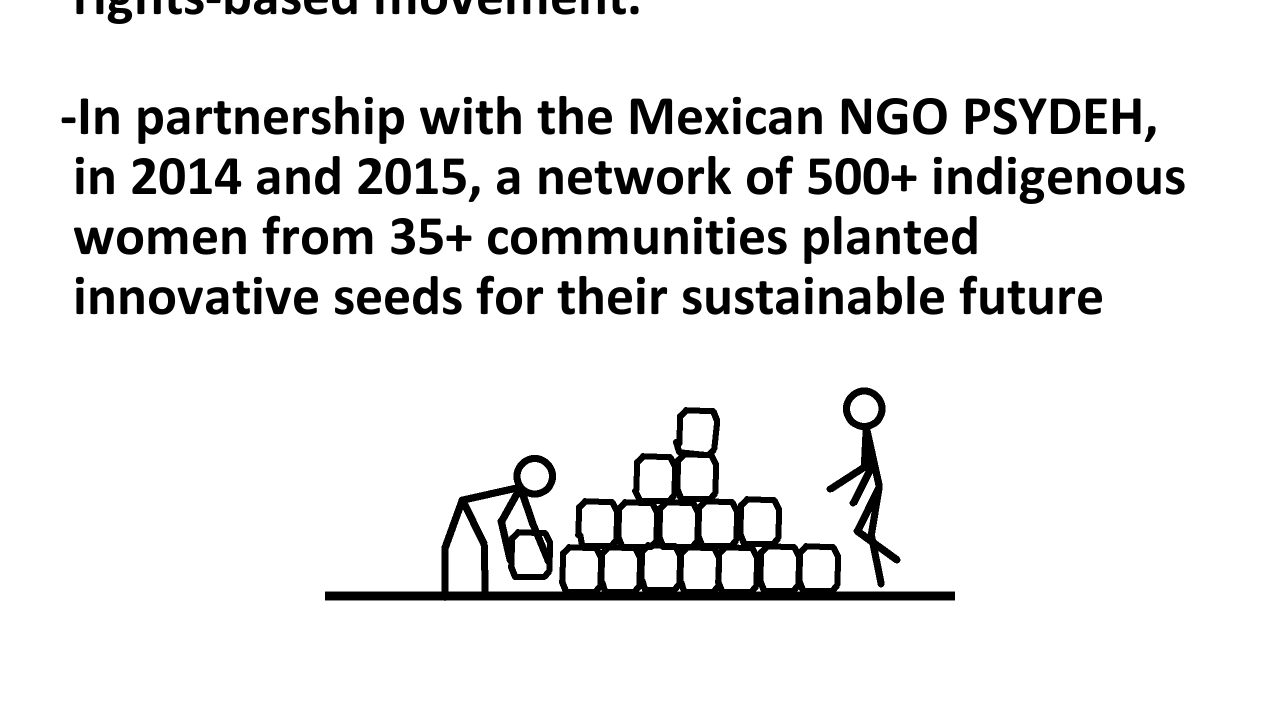 rights-based movement.
-In partnership with the Mexican NGO PSYDEH,
in 2014 and 2015, a network of 500+ indigenous
women from 35+ communities planted
innovative seeds for their sustainable future